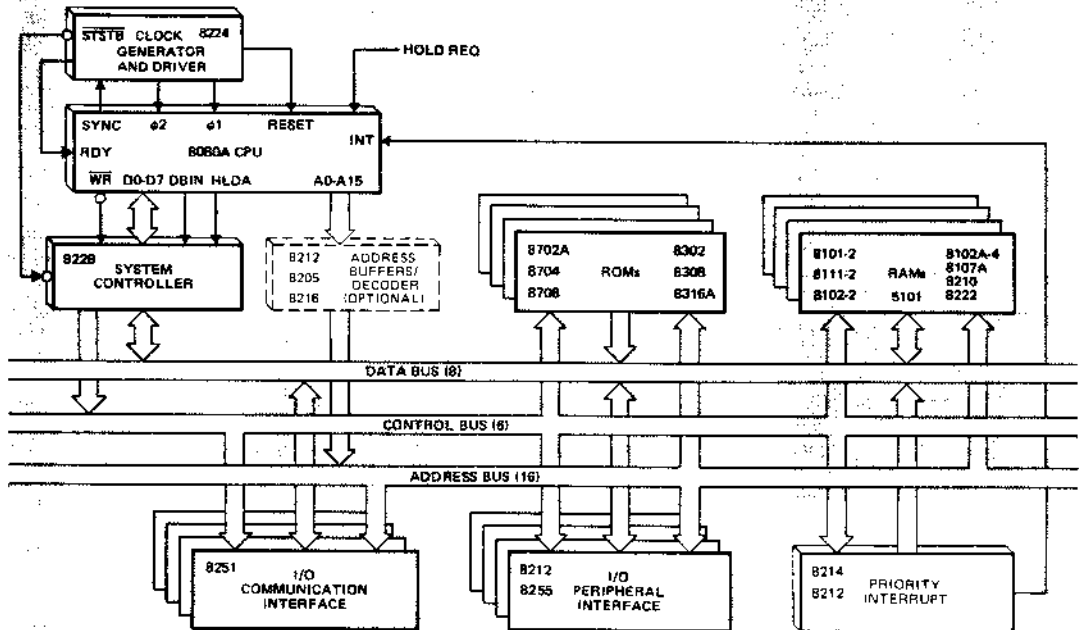 STSTB CLOCK 8224
GENERATOR
AND DRIVER
HOLD REQ
SYNC φ2 φ1 RESET
INT
RDY 8080A CPU
WR D0-D7 DBIN HLDA A0-A15
8228 SYSTEM
CONTROLLER
8212 ADDRESS
8205 BUFFERS/
DECODER
8216 (OPTIONAL)
8702A 8302
8704 ROMs 8308
8708 8316A
8101-2 8102A-4
8111-2 RAMs 8107A
8102-2 5101 8210
8222
DATA BUS (8)
CONTROL BUS (6)
ADDRESS BUS (16)
8251 I/O
COMMUNICATION
INTERFACE
8212 I/O
8255 PERIPHERAL
INTERFACE
8214 PRIORITY
8212 INTERRUPT